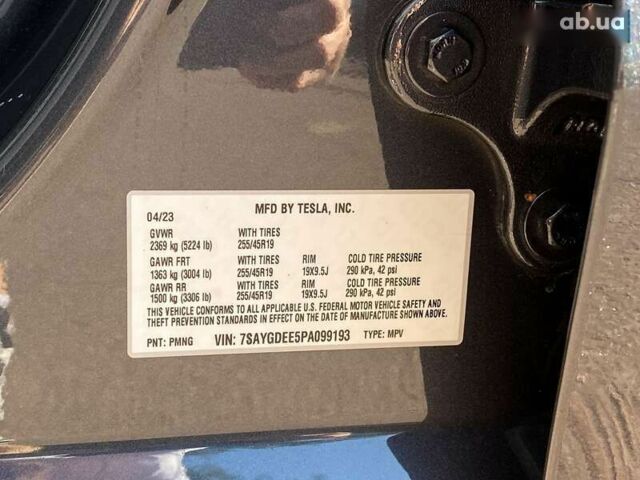 ab.ua
04/23 MFD BY TESLA, INC.
GVWR WITH TIRES
2369 kg (5224 lb) 255/45R19
GAWR FRT WITH TIRES RIM COLD TIRE PRESSURE
1363 kg (3004 lb) 255/45R19 19X9.5J 290 kPa, 42 psi
GAWR RR WITH TIRES RIM COLD TIRE PRESSURE
1500 kg (3306 lb) 255/45R19 19X9.5J 290 kPa, 42 psi
THIS VEHICLE CONFORMS TO ALL APPLICABLE U.S. FEDERAL MOTOR VEHICLE SAFETY AND
THEFT PREVENTION STANDARDS IN EFFECT ON THE DATE OF MANUFACTURE SHOWN ABOVE.
PNT: PMNG VIN: 7SAYGDEE5PA099193 TYPE: MPV